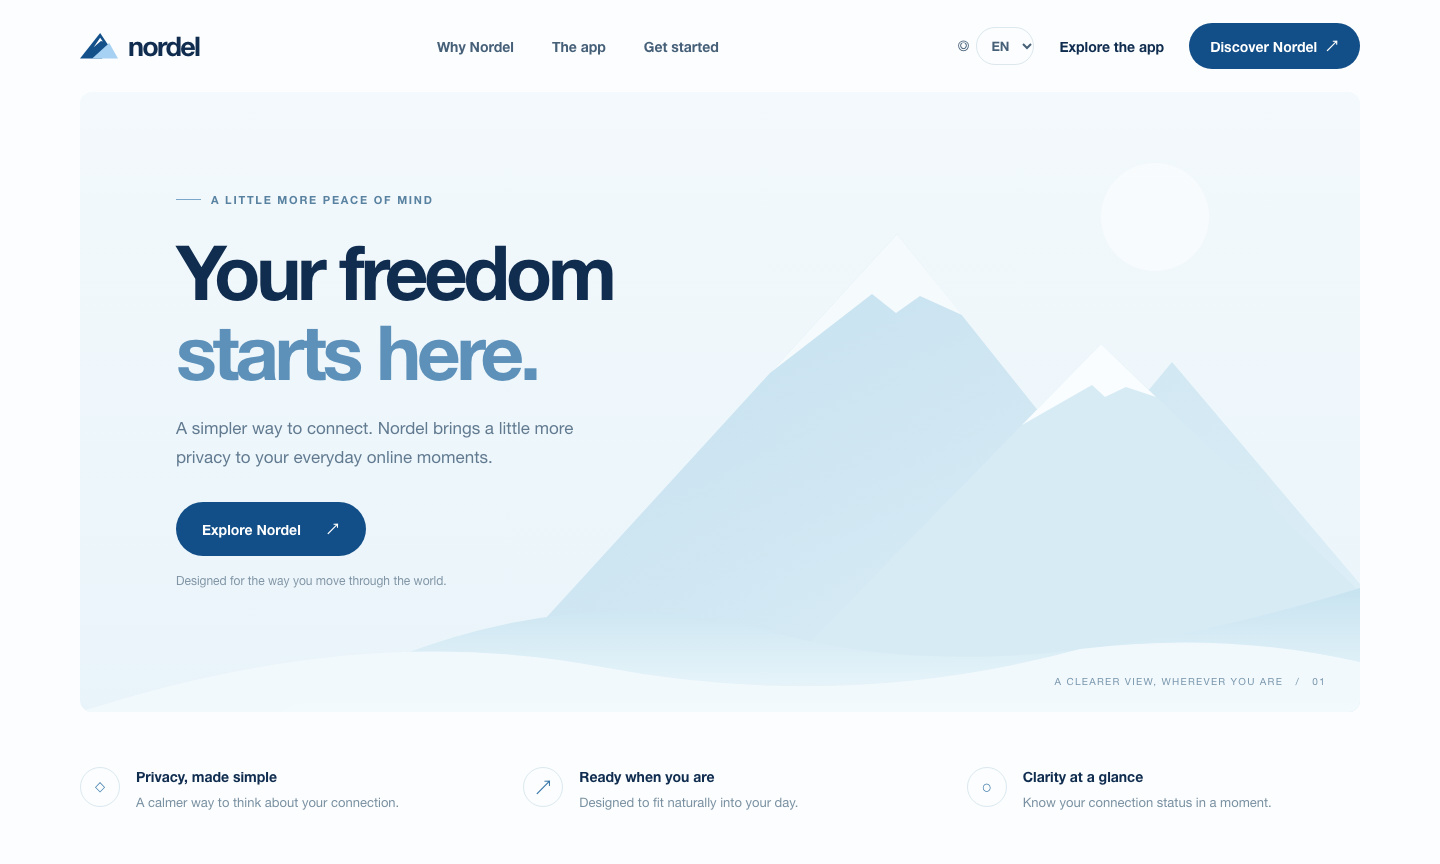 nordel
Why Nordel
The app
Get started
EN
Explore the app
Discover Nordel ↗
A LITTLE MORE PEACE OF MIND
Your freedom
starts here.
A simpler way to connect. Nordel brings a little more
privacy to your everyday online moments.
Explore Nordel ↗
Designed for the way you move through the world.
A CLEARER VIEW, WHEREVER YOU ARE / 01
Privacy, made simple
A calmer way to think about your connection.
Ready when you are
Designed to fit naturally into your day.
Clarity at a glance
Know your connection status in a moment.